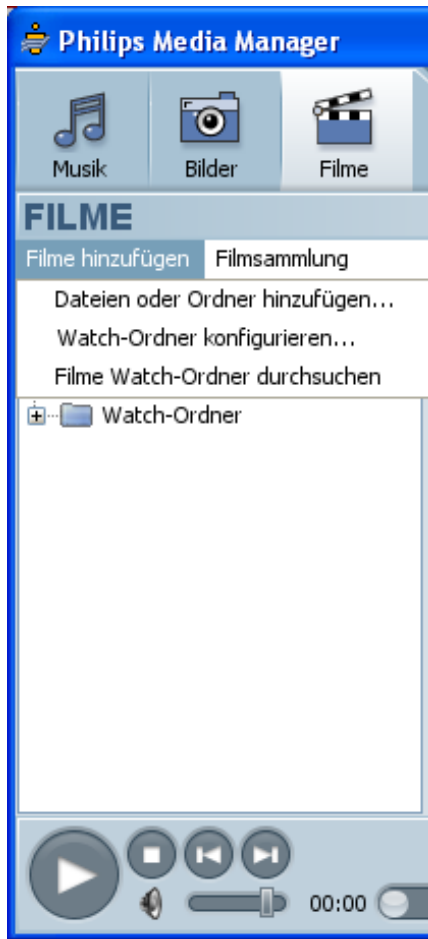 Philips Media Manager
Musik Bilder Filme
FILME
Filme hinzufügen Filmsammlung
Dateien oder Ordner hinzufügen...
Watch-Ordner konfigurieren...
Filme Watch-Ordner durchsuchen
Watch-Ordner
00:00